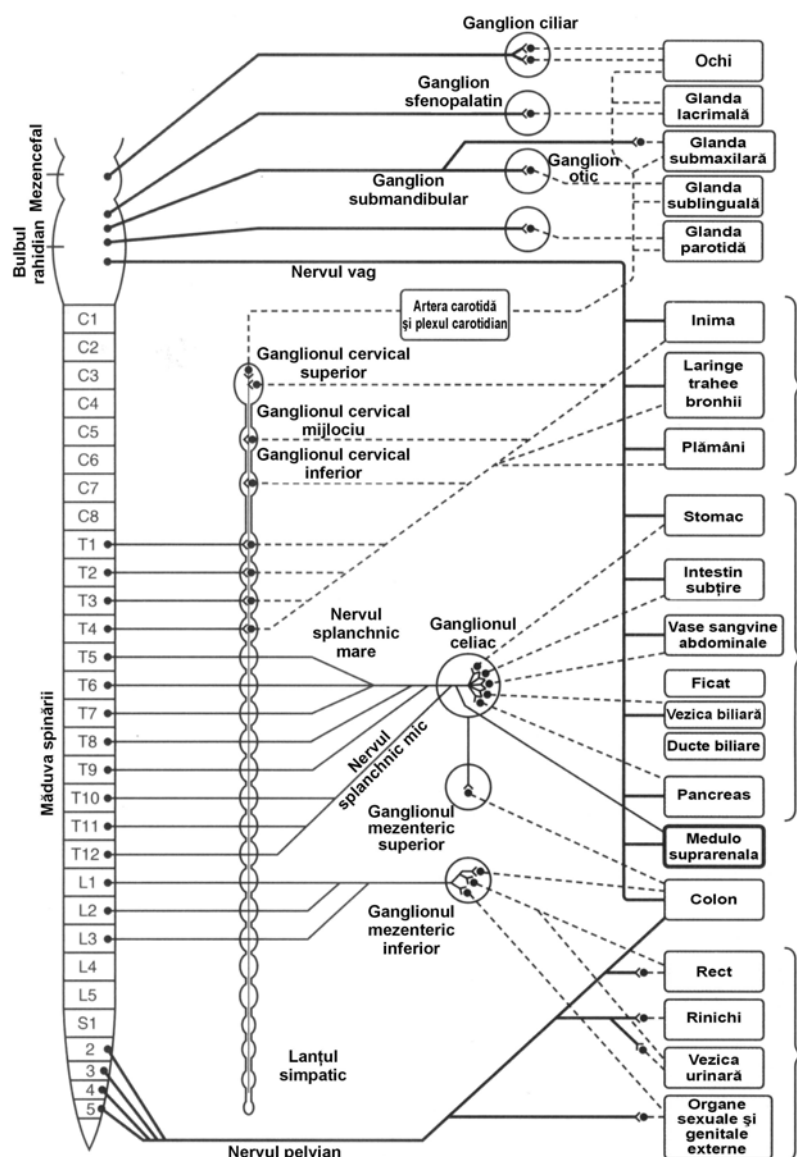 Ganglion ciliar
Ochi
Ganglion
sfenopalatin
Glanda
lacrimală
Glanda
submaxilară
Ganglion
otic
Ganglion
submandibular
Glanda
sublinguală
Glanda
parotidă
Mezencefal
Bulbul
rahidian
Nervul vag
Artera carotidă
și plexul carotidian
Inima
Ganglionul cervical
superior
Laringe
trahee
bronhii
Ganglionul cervical
mijlociu
Ganglionul cervical
inferior
Plămâni
C1
C2
C3
C4
C5
C6
C7
C8
T1
T2
T3
T4
T5
T6
T7
T8
T9
T10
T11
T12
L1
L2
L3
L4
L5
S1
2
3
4
5
Măduva spinării
Stomac
Intestin
subțire
Nervul
splanchnic
mare
Ganglionul
celiac
Vase sangvine
abdominale
Ficat
Vezica biliară
Ducte biliare
Nervul
splanchnic mic
Pancreas
Ganglionul
mezenteric
superior
Medulo
suprarenala
Colon
Ganglionul
mezenteric
inferior
Rect
Rinichi
Vezica
urinară
Lanțul
simpatic
Organe
sexuale și
genitale
externe
Nervul pelvian